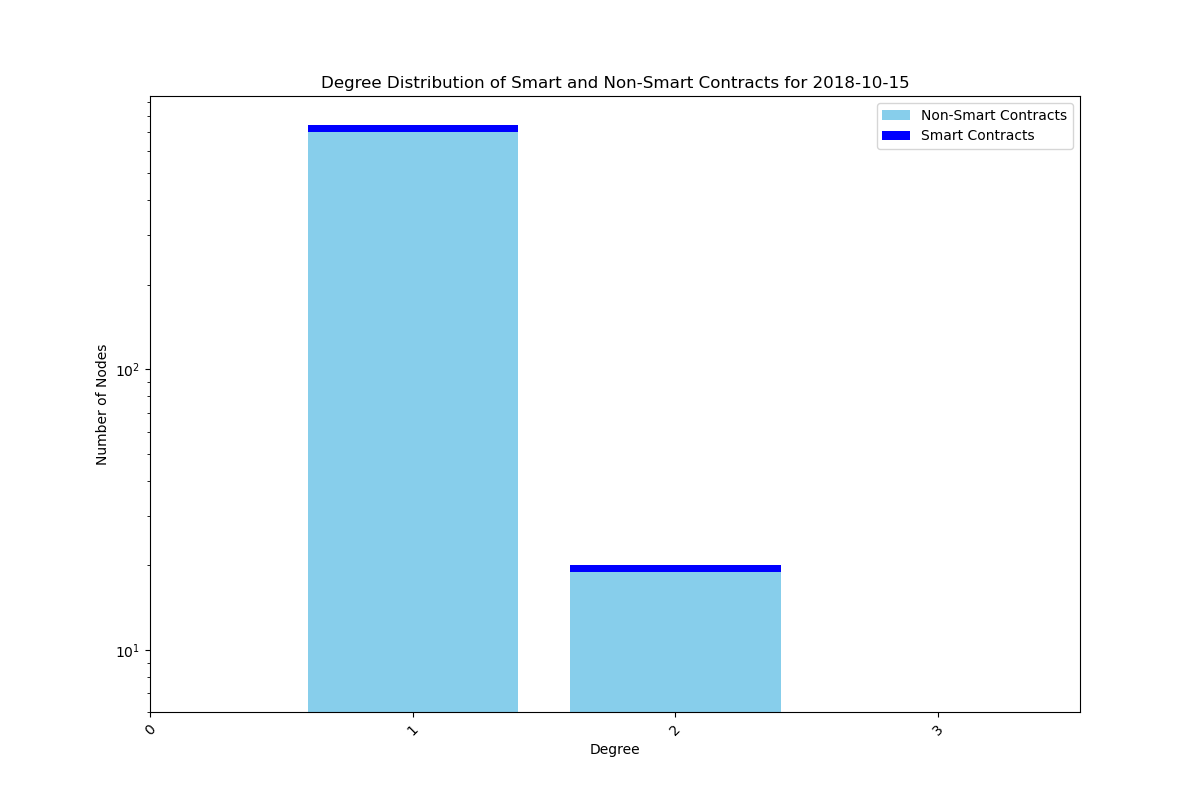 Degree Distribution of Smart and Non-Smart Contracts for 2018-10-15
Non-Smart Contracts
Smart Contracts
Number of Nodes
10²
10¹
0
1
2
3
Degree